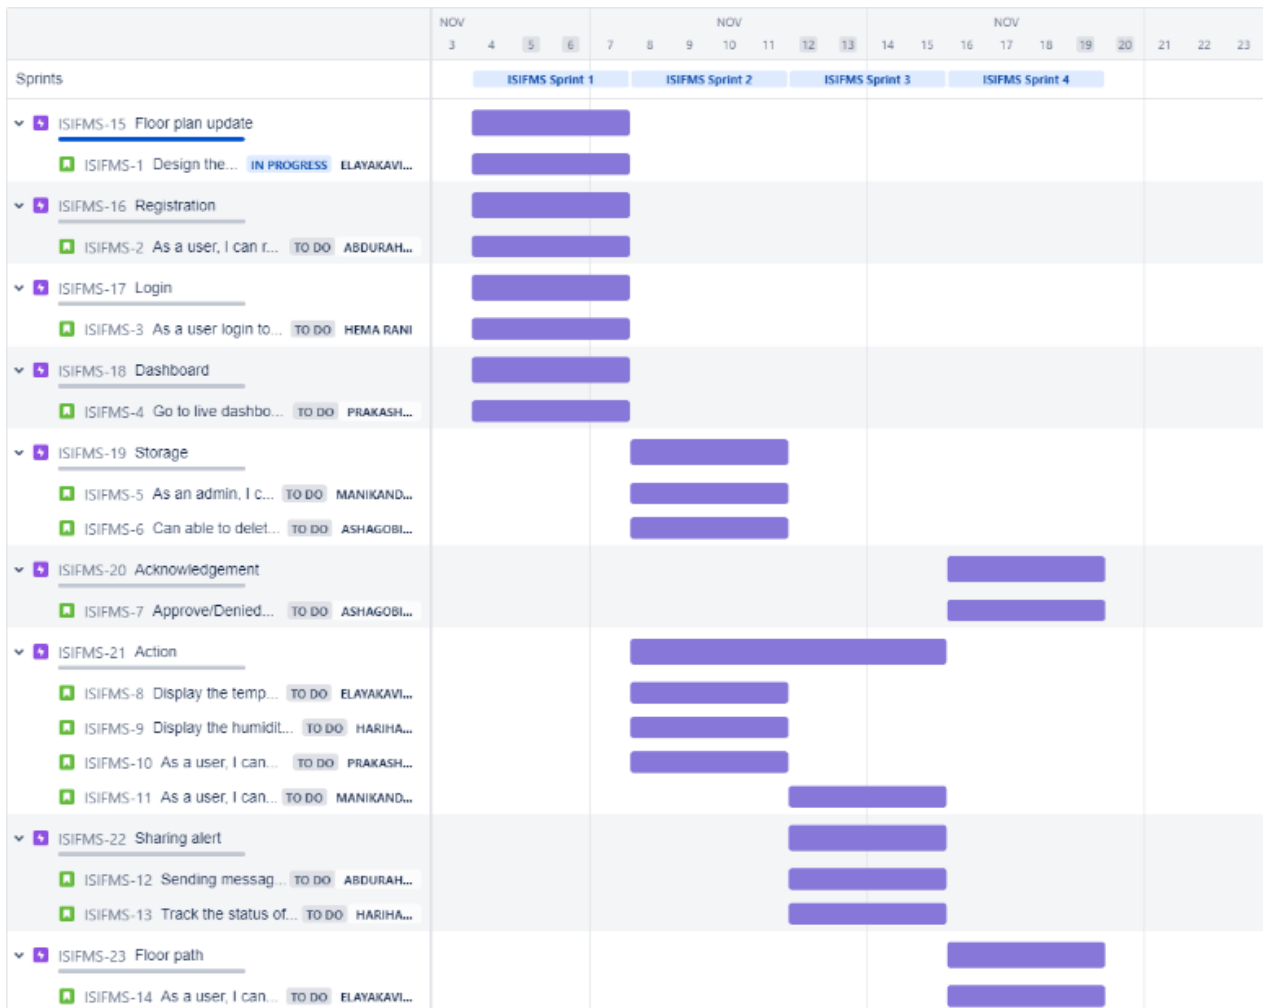 NOV NOV NOV
3 4 5 6 7 8 9 10 11 12 13 14 15 16 17 18 19 20 21 22 23
Sprints ISIFMS Sprint 1 ISIFMS Sprint 2 ISIFMS Sprint 3 ISIFMS Sprint 4
ISIFMS-15 Floor plan update
ISIFMS-1 Design the... IN PROGRESS ELAYAKAVI...
ISIFMS-16 Registration
ISIFMS-2 As a user, I can r... TO DO ABDURAH...
ISIFMS-17 Login
ISIFMS-3 As a user login to... TO DO HEMA RANI
ISIFMS-18 Dashboard
ISIFMS-4 Go to live dashbo... TO DO PRAKASH...
ISIFMS-19 Storage
ISIFMS-5 As an admin, I c... TO DO MANIKAND...
ISIFMS-6 Can able to delet... TO DO ASHAGOBI...
ISIFMS-20 Acknowledgement
ISIFMS-7 Approve/Denied... TO DO ASHAGOBI...
ISIFMS-21 Action
ISIFMS-8 Display the temp... TO DO ELAYAKAVI...
ISIFMS-9 Display the humidit... TO DO HARIHA...
ISIFMS-10 As a user, I can... TO DO PRAKASH...
ISIFMS-11 As a user, I can... TO DO MANIKAND...
ISIFMS-22 Sharing alert
ISIFMS-12 Sending messag... TO DO ABDURAH...
ISIFMS-13 Track the status of... TO DO HARIHA...
ISIFMS-23 Floor path
ISIFMS-14 As a user, I can... TO DO ELAYAKAVI...